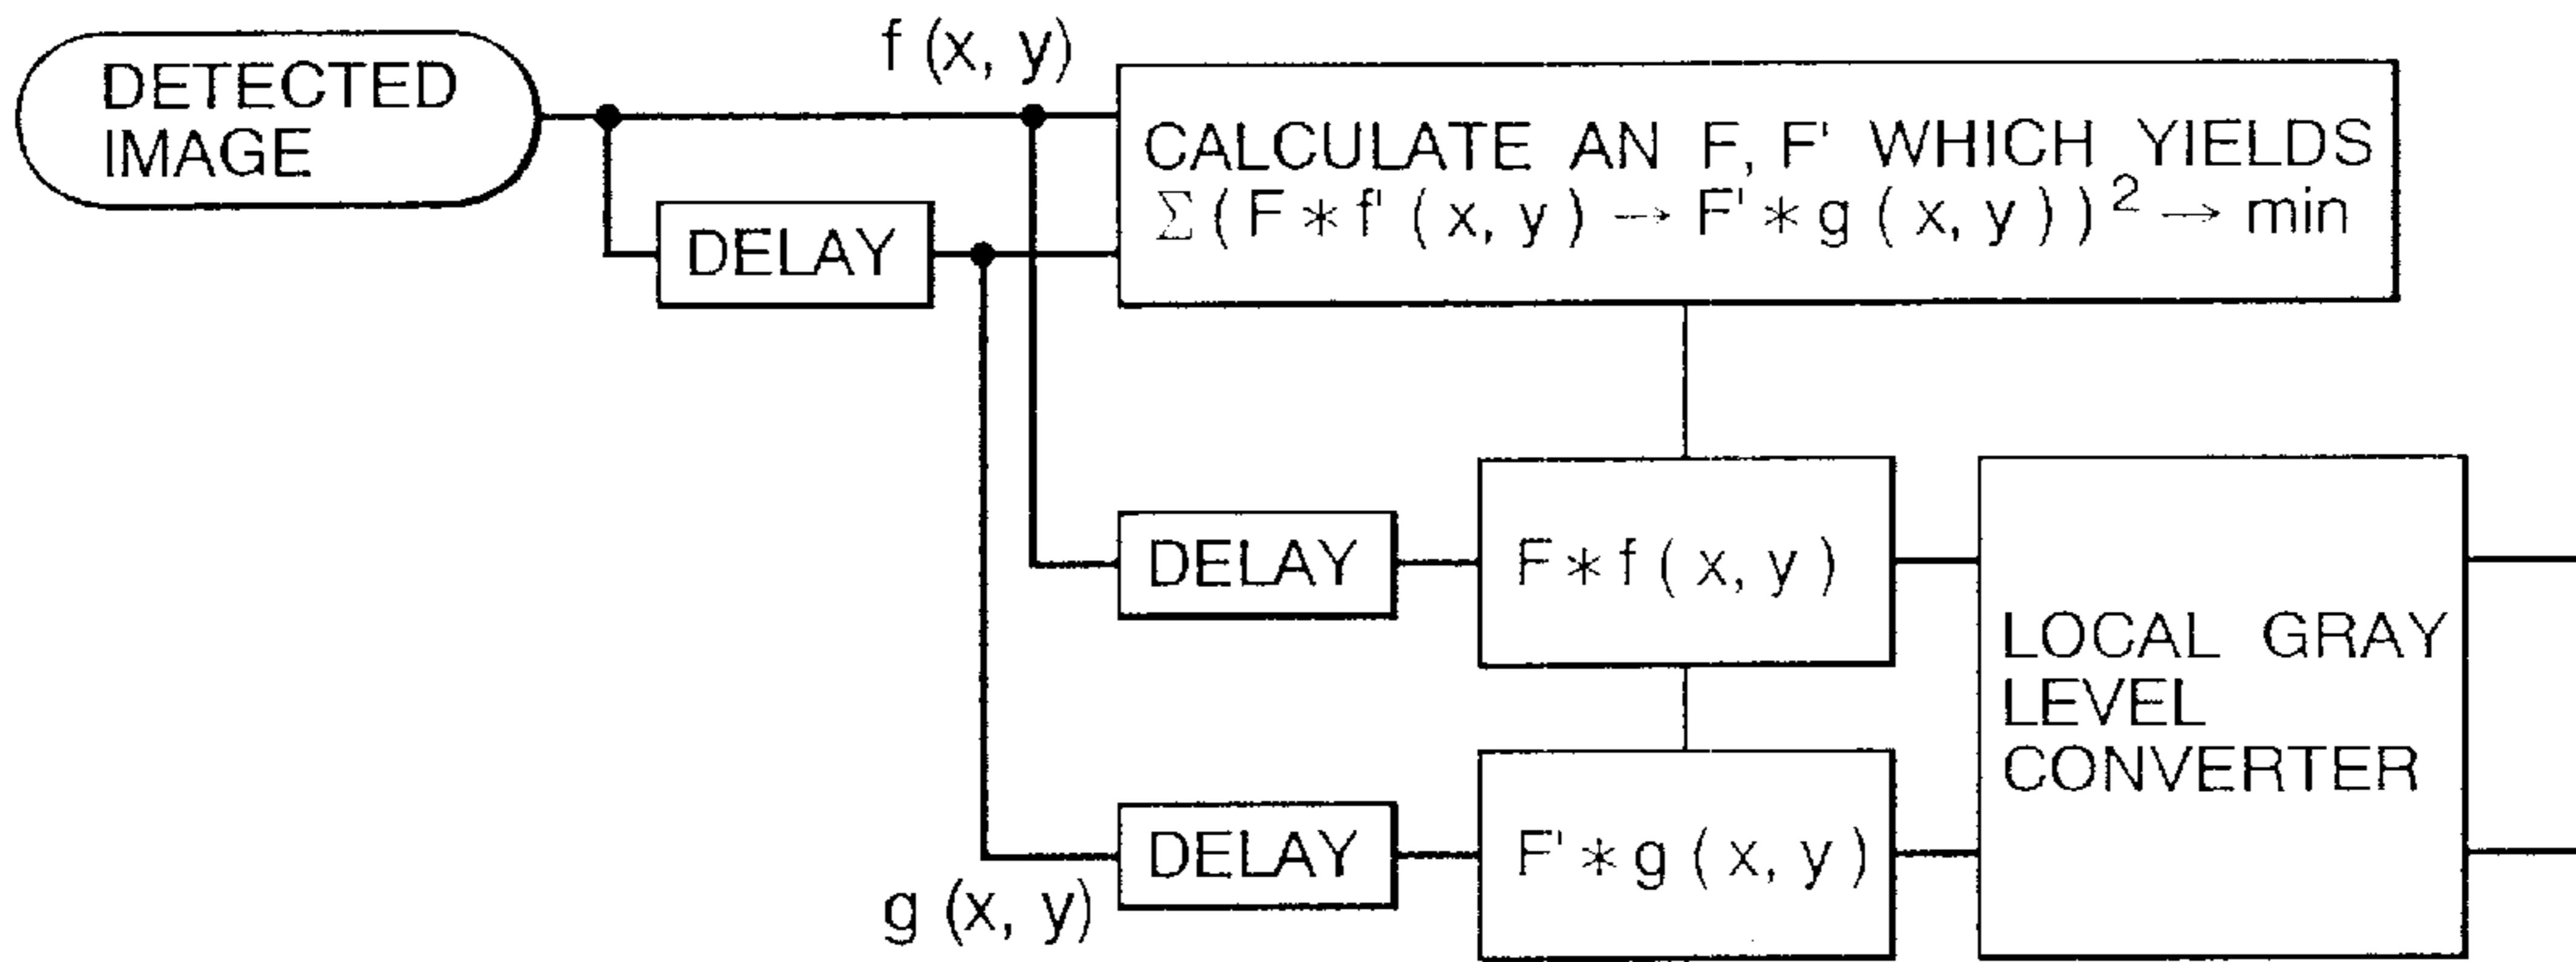 f (x, y)
DETECTED
IMAGE
CALCULATE AN F, F' WHICH YIELDS
Σ ( F * f' ( x, y ) → F' * g ( x, y ) ) ² → min
DELAY
DELAY
F * f ( x, y )
LOCAL GRAY
LEVEL
CONVERTER
DELAY
F' * g ( x, y )
g (x, y)